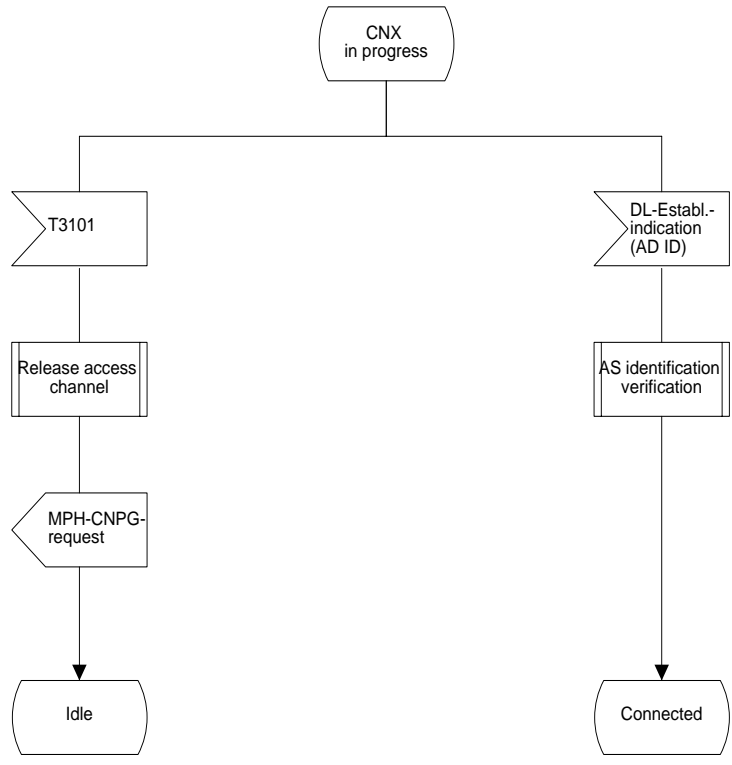 CNX
in progress
T3101
DL-Establ.-
indication
(AD ID)
Release access
channel
AS identification
verification
MPH-CNPG-
request
Idle
Connected